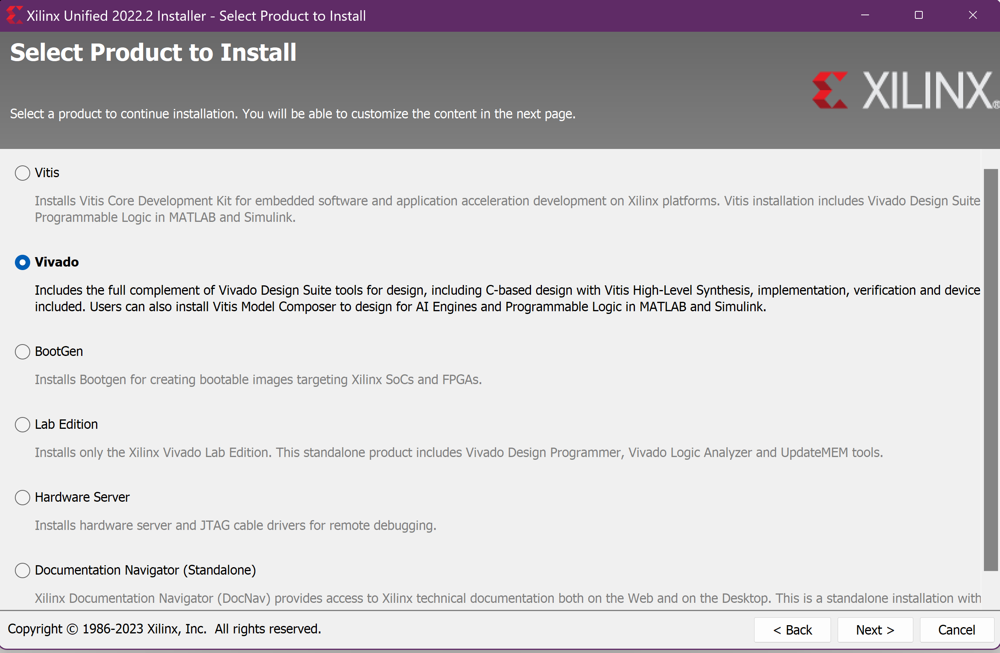 Xilinx Unified 2022.2 Installer - Select Product to Install
Select Product to Install
XILINX®
Select a product to continue installation. You will be able to customize the content in the next page.
Vitis
Installs Vitis Core Development Kit for embedded software and application acceleration development on Xilinx platforms. Vitis installation includes Vivado Design Suite
Programmable Logic in MATLAB and Simulink.
Vivado
Includes the full complement of Vivado Design Suite tools for design, including C-based design with Vitis High-Level Synthesis, implementation, verification and device
included. Users can also install Vitis Model Composer to design for AI Engines and Programmable Logic in MATLAB and Simulink.
BootGen
Installs Bootgen for creating bootable images targeting Xilinx SoCs and FPGAs.
Lab Edition
Installs only the Xilinx Vivado Lab Edition. This standalone product includes Vivado Design Programmer, Vivado Logic Analyzer and UpdateMEM tools.
Hardware Server
Installs hardware server and JTAG cable drivers for remote debugging.
Documentation Navigator (Standalone)
Xilinx Documentation Navigator (DocNav) provides access to Xilinx technical documentation both on the Web and on the Desktop. This is a standalone installation with
Copyright © 1986-2023 Xilinx, Inc.  All rights reserved.
< Back
Next >
Cancel